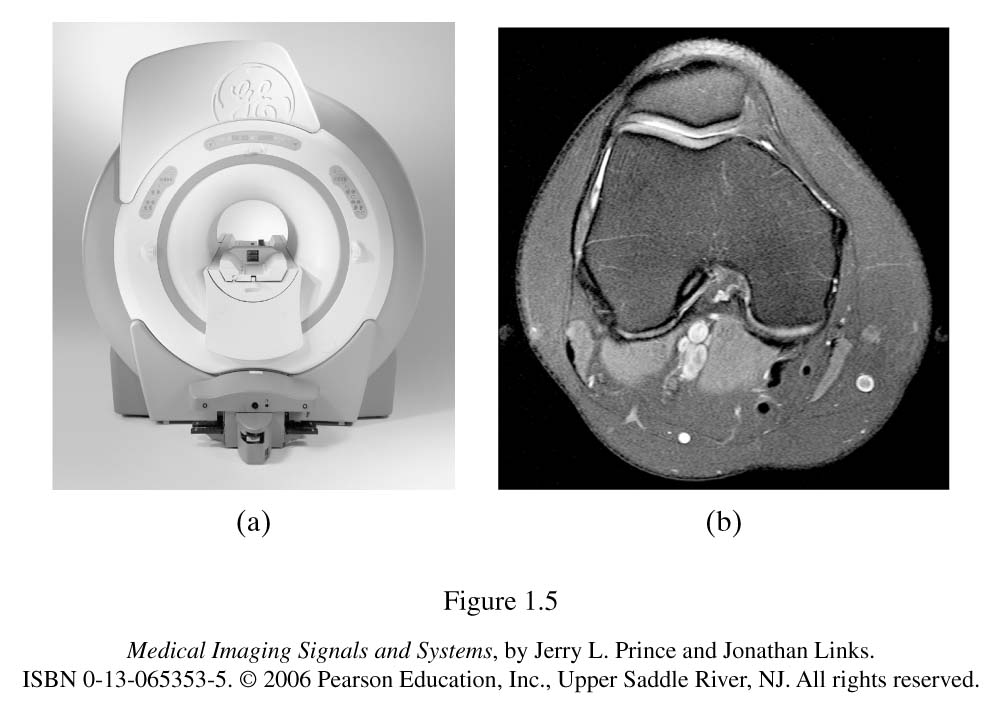 GE
(a)
(b)
Figure 1.5
Medical Imaging Signals and Systems, by Jerry L. Prince and Jonathan Links.
ISBN 0-13-065353-5. © 2006 Pearson Education, Inc., Upper Saddle River, NJ. All rights reserved.